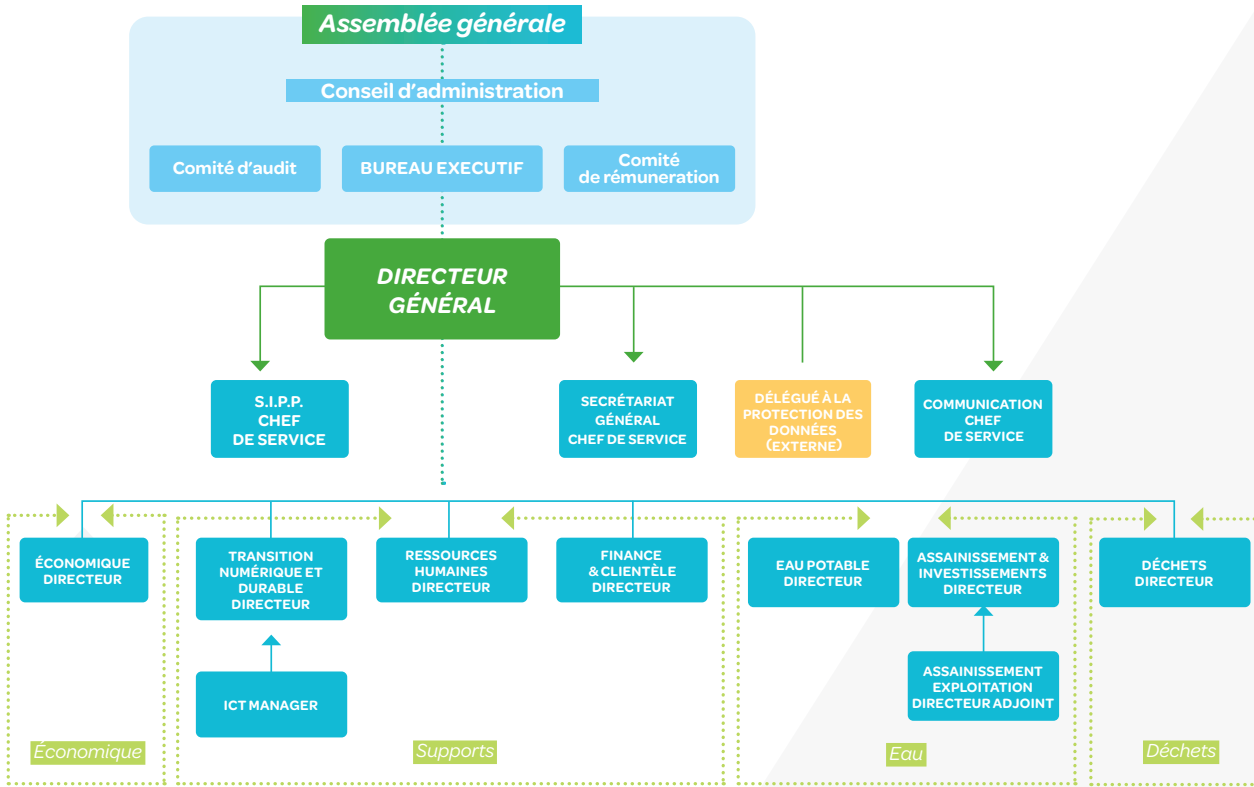 Assemblée générale
Conseil d'administration
Comité d'audit
BUREAU EXECUTIF
Comité
de rémuneration
DIRECTEUR
GÉNÉRAL
S.I.P.P.
CHEF
DE SERVICE
SECRÉTARIAT
GÉNÉRAL
CHEF DE SERVICE
DÉLÉGUÉ À LA
PROTECTION DES
DONNÉES
(EXTERNE)
COMMUNICATION
CHEF
DE SERVICE
ÉCONOMIQUE
DIRECTEUR
TRANSITION
NUMÉRIQUE ET
DURABLE
DIRECTEUR
RESSOURCES
HUMAINES
DIRECTEUR
FINANCE
& CLIENTÈLE
DIRECTEUR
EAU POTABLE
DIRECTEUR
ASSAINISSEMENT &
INVESTISSEMENTS
DIRECTEUR
DÉCHETS
DIRECTEUR
ICT MANAGER
ASSAINISSEMENT
EXPLOITATION
DIRECTEUR ADJOINT
Économique
Supports
Eau
Déchets